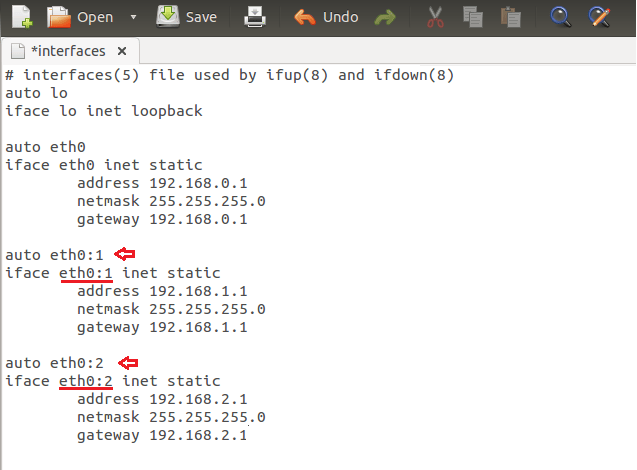 Open Save Undo
*interfaces
# interfaces(5) file used by ifup(8) and ifdown(8)
auto lo
iface lo inet loopback
auto eth0
iface eth0 inet static
address 192.168.0.1
netmask 255.255.255.0
gateway 192.168.0.1
auto eth0:1
iface eth0:1 inet static
address 192.168.1.1
netmask 255.255.255.0
gateway 192.168.1.1
auto eth0:2
iface eth0:2 inet static
address 192.168.2.1
netmask 255.255.255.0
gateway 192.168.2.1